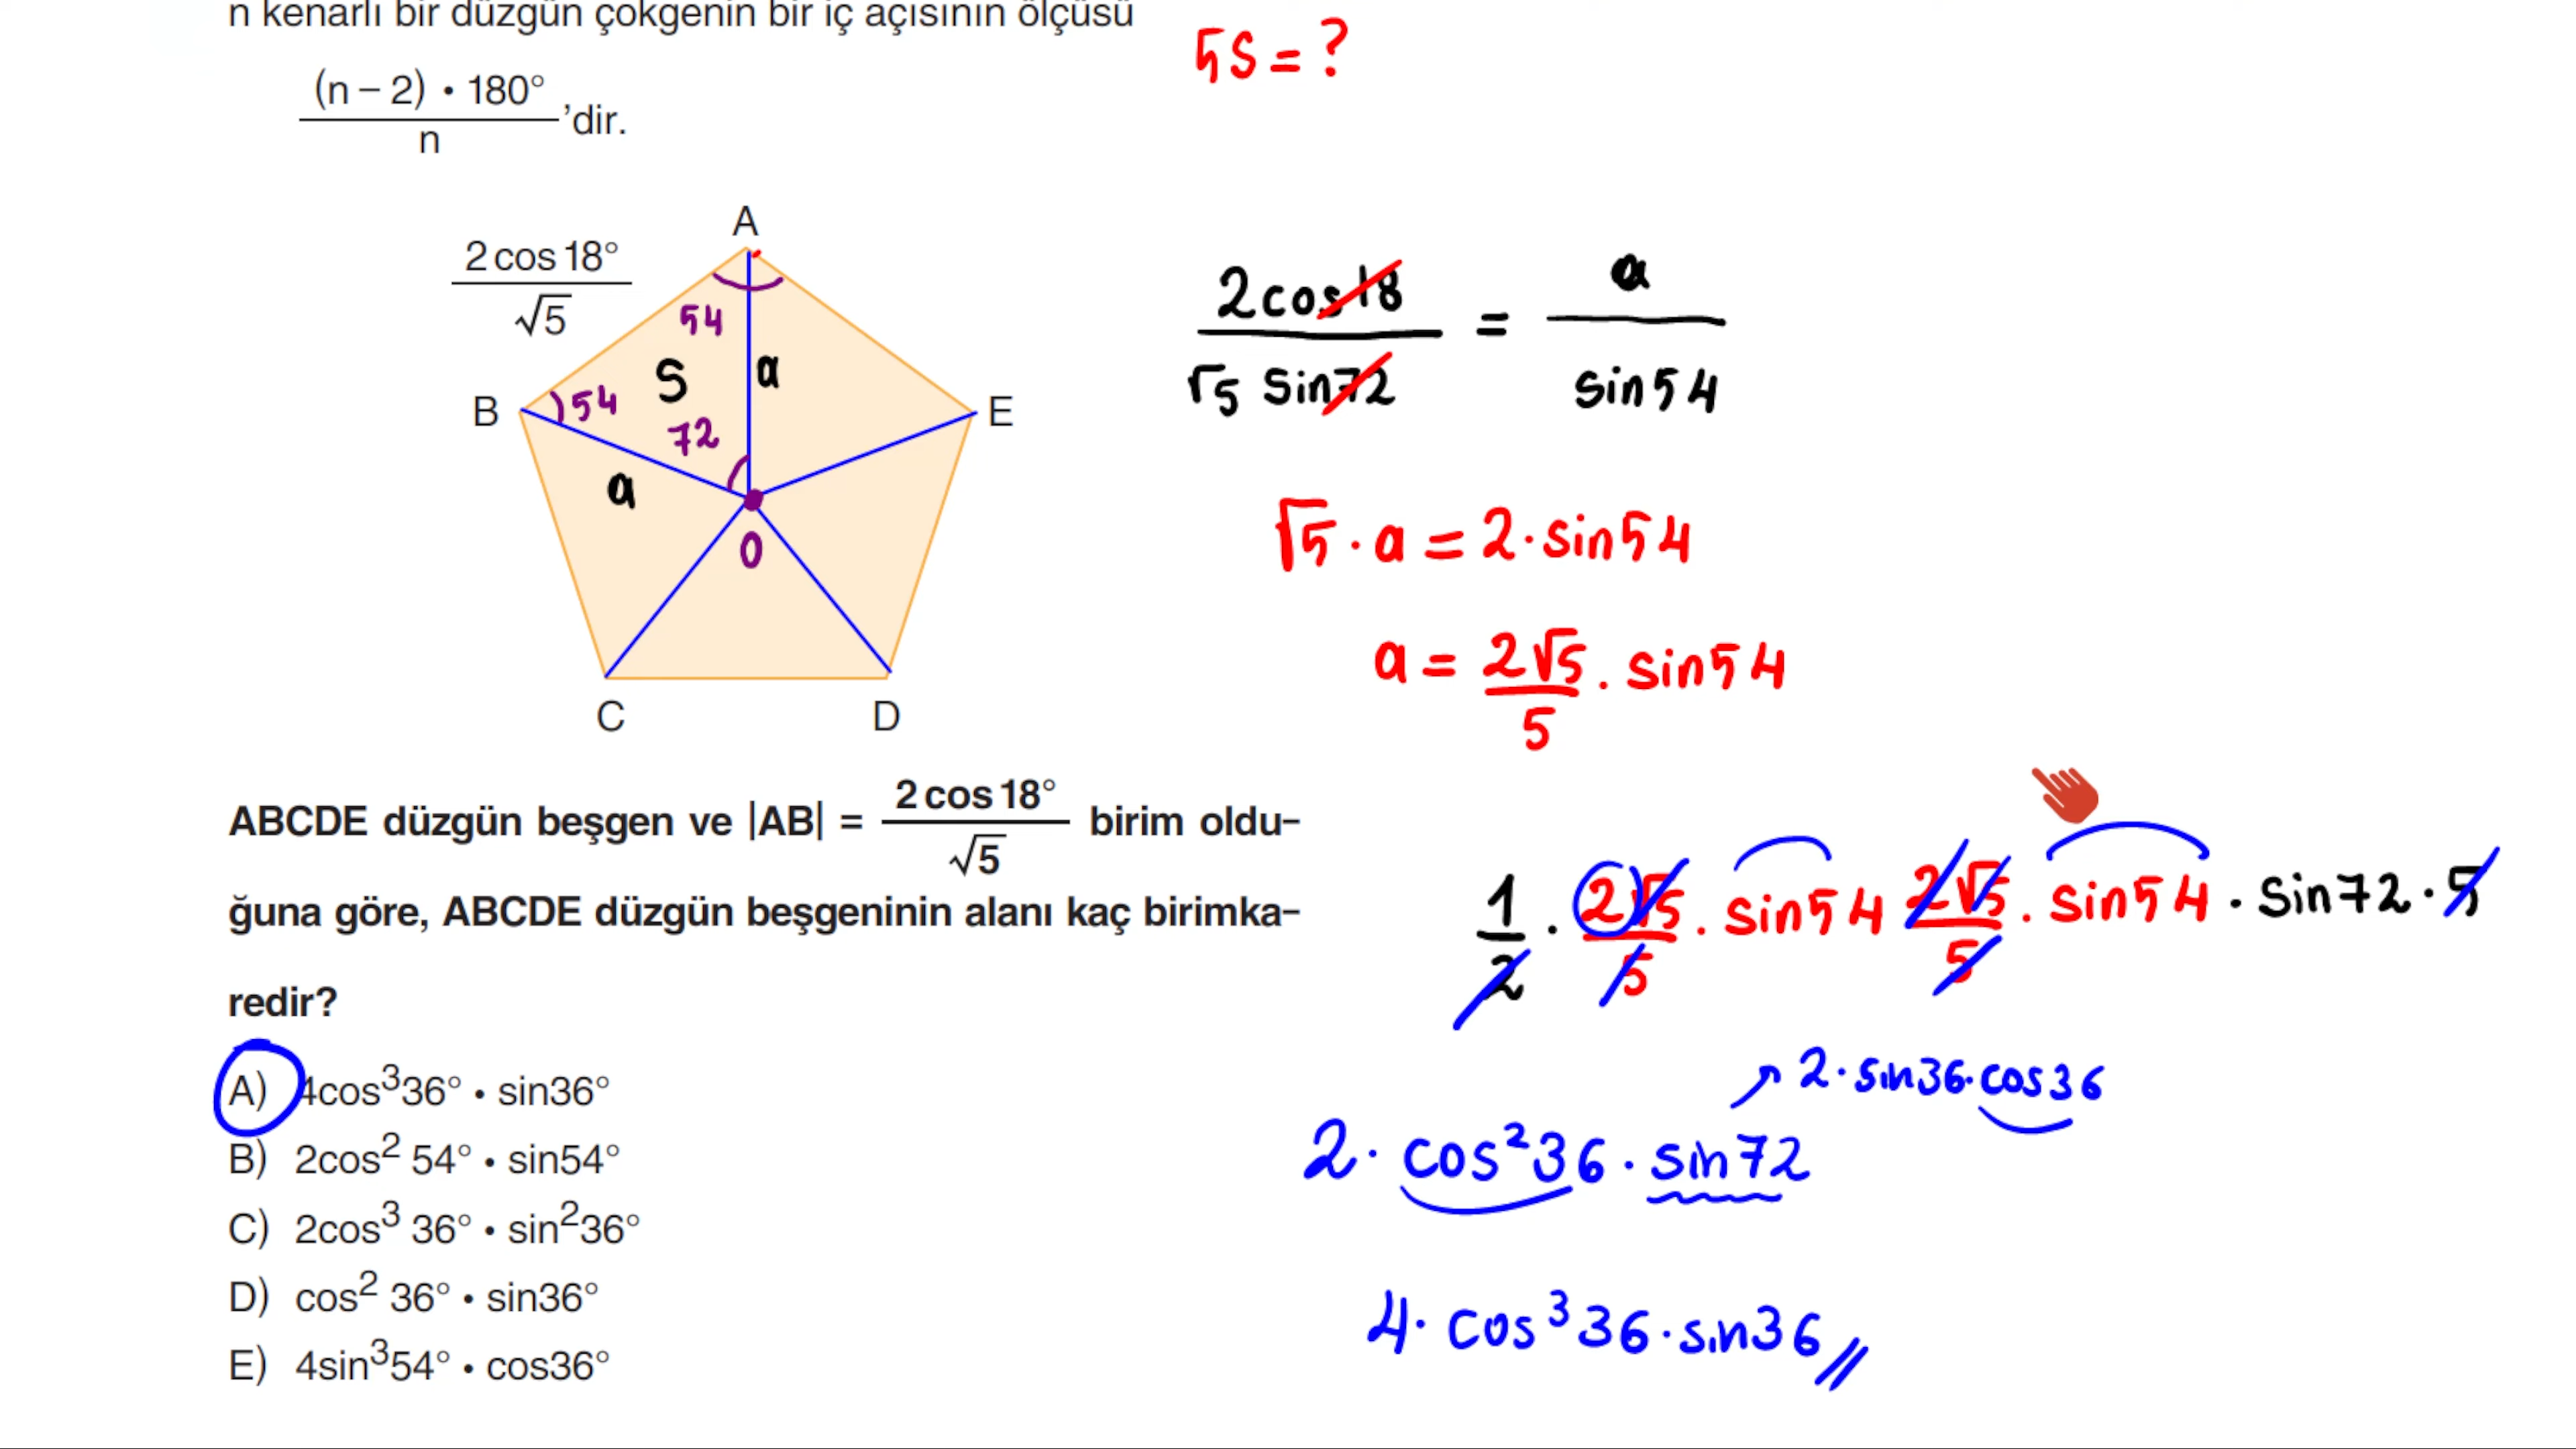 n kenarlı bir düzgün çokgenin bir iç açısının ölçüsü
(n – 2) • 180°
n
’dir.
A
2 cos 18°
√5
54
S
a
B
54
72
E
a
O
C
D
ABCDE düzgün beşgen ve |AB| = 2 cos 18° / √5 birim oldu-
ğuna göre, ABCDE düzgün beşgeninin alanı kaç birimka-
redir?
A) 4cos³36° • sin36°
B) 2cos² 54° • sin54°
C) 2cos³ 36° • sin²36°
D) cos² 36° • sin36°
E) 4sin³54° • cos36°
5S = ?
2cos18 / √5 sin72 = a / sin54
√5 · a = 2 · sin54
a = 2√5 / 5 . sin54
1/2 . 2√5/5 . sin54 2√5/5 . sin54 . sin72 . 5
2 · sin36 · cos36
2 · cos²36 · sin72
4 · cos³36 · sin36 //